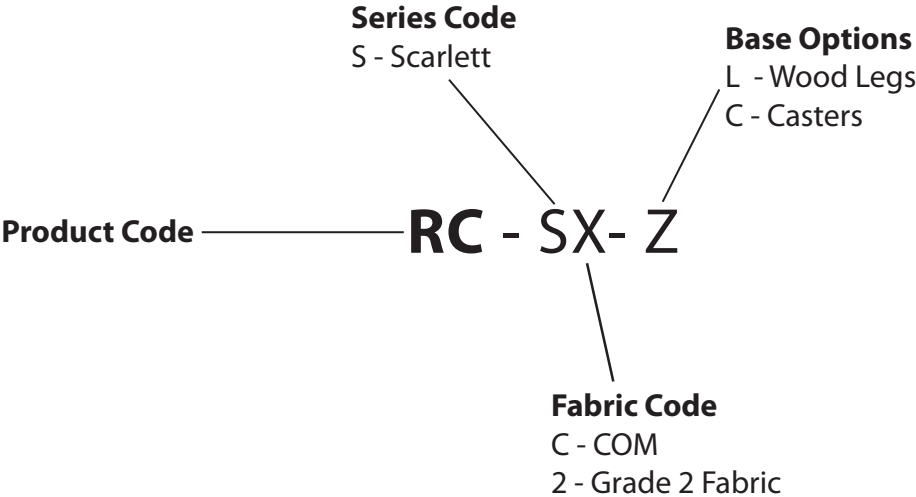 Series Code
S - Scarlett
Base Options
L - Wood Legs
C - Casters
Product Code
RC - SX- Z
Fabric Code
C - COM
2 - Grade 2 Fabric